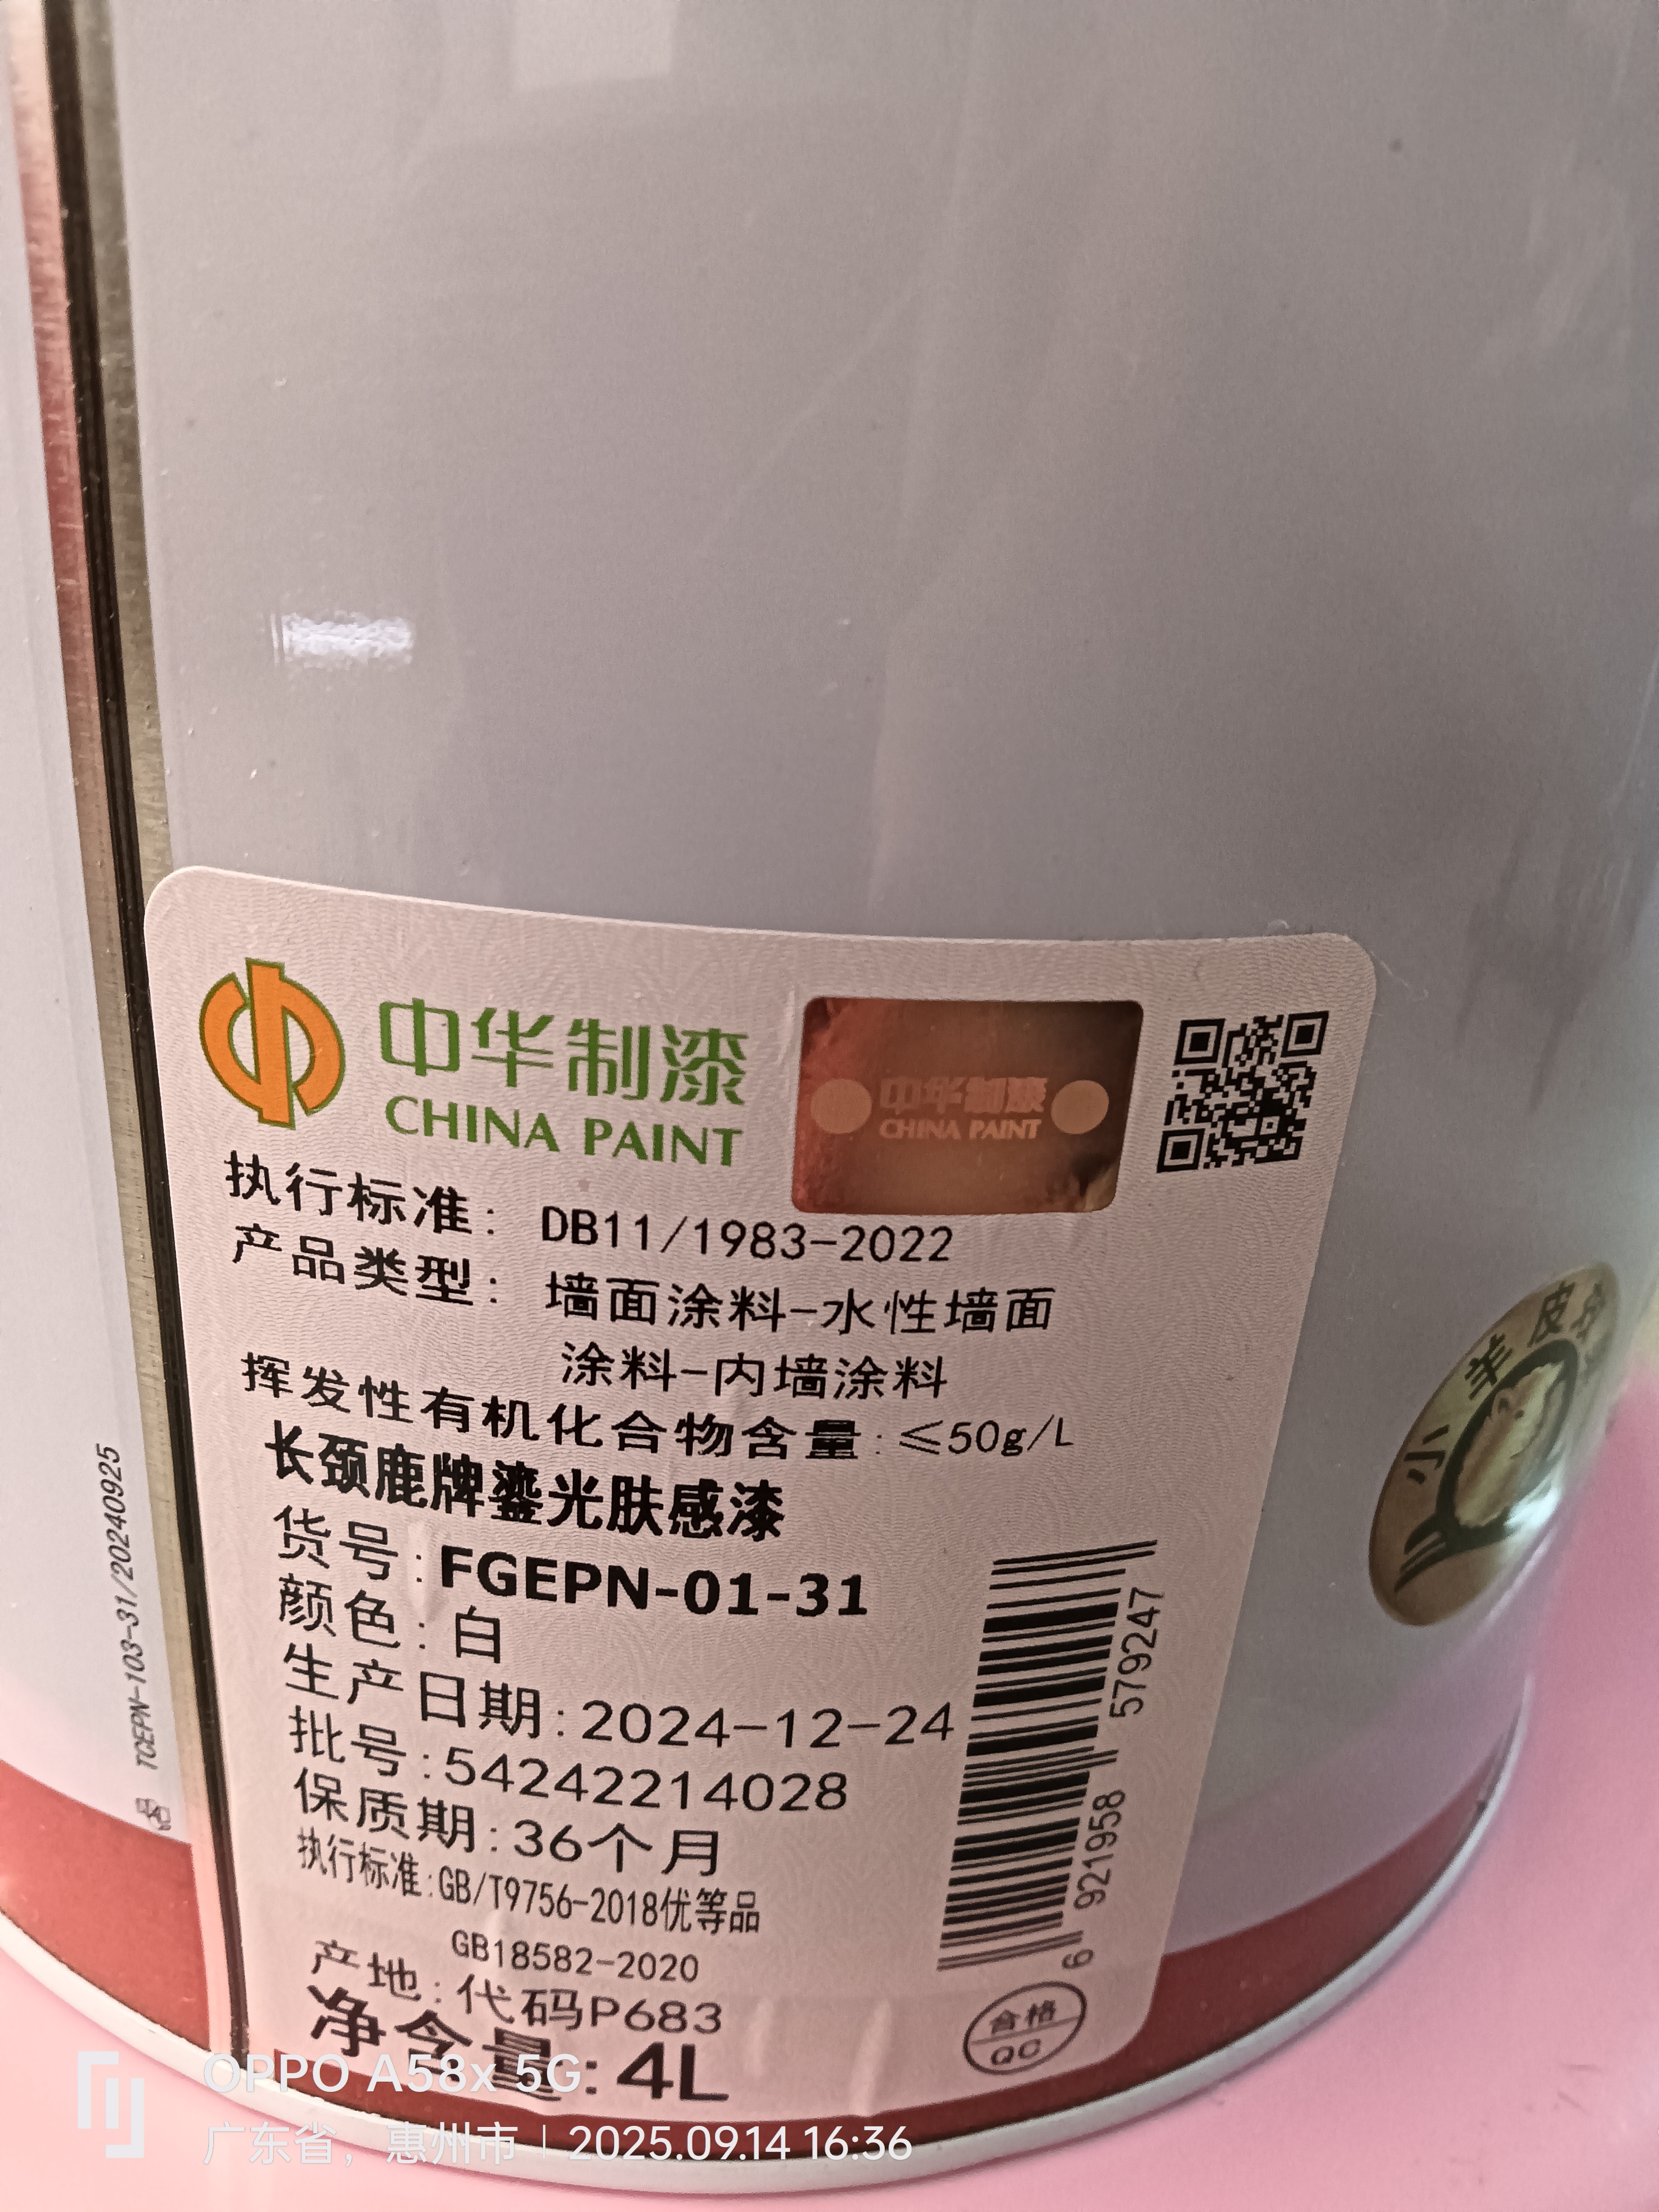 中华制漆
CHINA PAINT
中华制漆
CHINA PAINT
执行标准: DB11/1983-2022
产品类型: 墙面涂料-水性墙面
涂料-内墙涂料
挥发性有机化合物含量:≤50g/L
长颈鹿牌鎏光肤感漆
货号:FGEPN-01-31
颜色:白
生产日期:2024-12-24
批号:54242214028
保质期:36个月
执行标准:GB/T9756-2018优等品
GB18582-2020
产地:代码P683
净含量:4L
6 921958 579247
合格
QC
TCEPN-103-31/20240925
小羊皮
OPPO A58x 5G
广东省，惠州市 | 2025.09.14 16:36